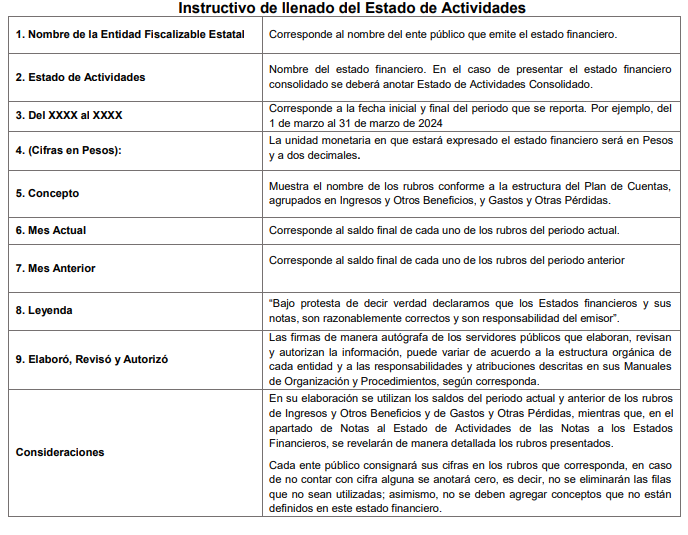 Instructivo de llenado del Estado de Actividades
1. Nombre de la Entidad Fiscalizable Estatal
Corresponde al nombre del ente público que emite el estado financiero.
2. Estado de Actividades
Nombre del estado financiero. En el caso de presentar el estado financiero
consolidado se deberá anotar Estado de Actividades Consolidado.
3. Del XXXX al XXXX
Corresponde a la fecha inicial y final del periodo que se reporta. Por ejemplo, del
1 de marzo al 31 de marzo de 2024
4. (Cifras en Pesos):
La unidad monetaria en que estará expresado el estado financiero será en Pesos
y a dos decimales.
5. Concepto
Muestra el nombre de los rubros conforme a la estructura del Plan de Cuentas,
agrupados en Ingresos y Otros Beneficios, y Gastos y Otras Pérdidas.
6. Mes Actual
Corresponde al saldo final de cada uno de los rubros del periodo actual.
7. Mes Anterior
Corresponde al saldo final de cada uno de los rubros del periodo anterior
8. Leyenda
"Bajo protesta de decir verdad declaramos que los Estados financieros y sus
notas, son razonablemente correctos y son responsabilidad del emisor".
9. Elaboró, Revisó y Autorizó
Las firmas de manera autógrafa de los servidores públicos que elaboran, revisan
y autorizan la información, puede variar de acuerdo a la estructura orgánica de
cada entidad y a las responsabilidades y atribuciones descritas en sus Manuales
de Organización y Procedimientos, según corresponda.
Consideraciones
En su elaboración se utilizan los saldos del periodo actual y anterior de los rubros
de Ingresos y Otros Beneficios y de Gastos y Otras Pérdidas, mientras que, en el
apartado de Notas al Estado de Actividades de las Notas a los Estados
Financieros, se revelarán de manera detallada los rubros presentados.
Cada ente público consignará sus cifras en los rubros que corresponda, en caso
de no contar con cifra alguna se anotará cero, es decir, no se eliminarán las filas
que no sean utilizadas; asimismo, no se deben agregar conceptos que no están
definidos en este estado financiero.